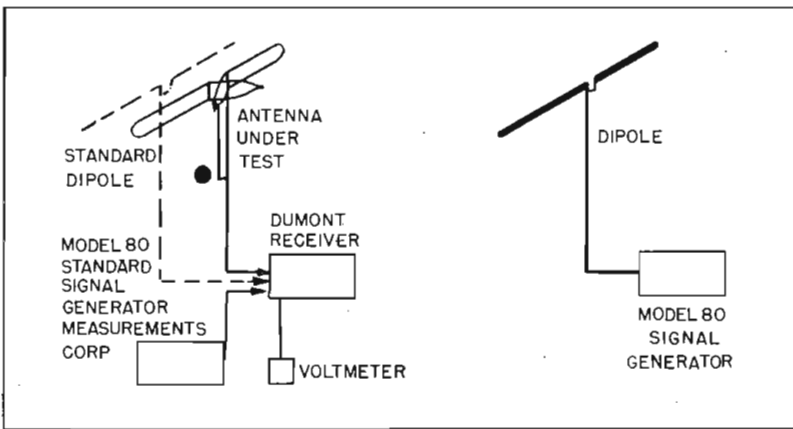 ANTENNA
UNDER
TEST
STANDARD
DIPOLE
DUMONT
RECEIVER
MODEL 80
STANDARD
SIGNAL
GENERATOR
MEASUREMENTS
CORP
VOLTMETER
DIPOLE
MODEL 80
SIGNAL
GENERATOR